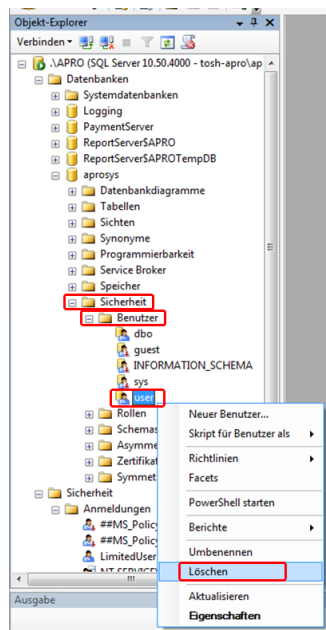 Objekt-Explorer
Verbinden
.\APRO (SQL Server 10.50.4000 - tosh-apro\ap
Datenbanken
Systemdatenbanken
Logging
PaymentServer
ReportServer$APRO
ReportServer$APROTempDB
aprosys
Datenbankdiagramme
Tabellen
Sichten
Synonyme
Programmierbarkeit
Service Broker
Speicher
Sicherheit
Benutzer
dbo
guest
INFORMATION_SCHEMA
sys
user
Rollen
Schemas
Asymme
Zertifikat
Symmet
Sicherheit
Anmeldungen
##MS_Policy
##MS_Policy
LimitedUser
NT SERVICE
Ausgabe
Neuer Benutzer...
Skript für Benutzer als
Richtlinien
Facets
PowerShell starten
Berichte
Umbenennen
Löschen
Aktualisieren
Eigenschaften